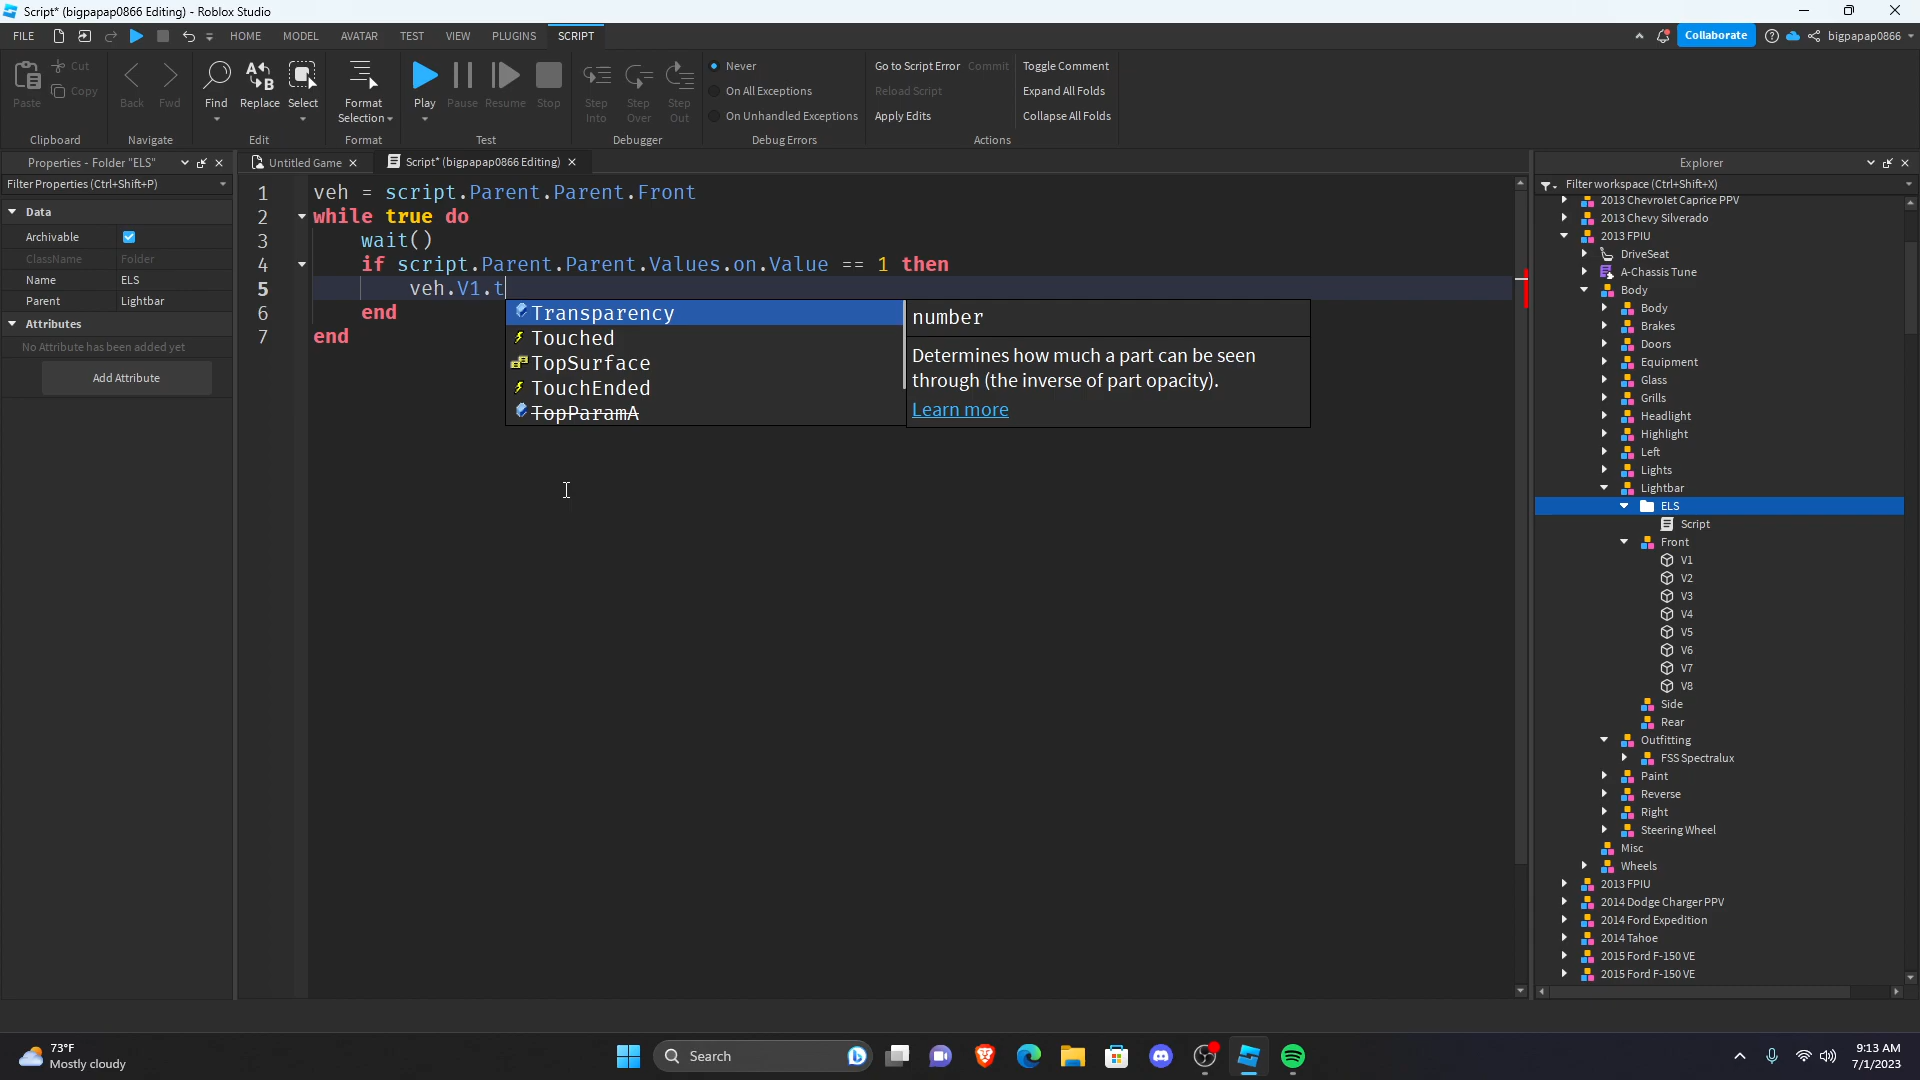 Script* (bigpapap0866 Editing) - Roblox Studio
FILE HOME MODEL AVATAR TEST VIEW PLUGINS SCRIPT Collaborate bigpapap0866
Paste Cut Copy Back Fwd Find Replace Select Format Selection Play Pause Resume Stop Step Into Step Over Step Out
Never Go to Script Error Commit Toggle Comment
On All Exceptions Reload Script Expand All Folds
On Unhandled Exceptions Apply Edits Collapse All Folds
Clipboard Navigate Edit Format Test Debugger Debug Errors Actions
Properties - Folder "ELS"
Filter Properties (Ctrl+Shift+P)
Data
Archivable
ClassName Folder
Name ELS
Parent Lightbar
Attributes
No Attribute has been added yet
Add Attribute
Untitled Game Script* (bigpapap0866 Editing)
1 veh = script.Parent.Parent.Front
2 while true do
3 wait()
4 if script.Parent.Parent.Values.on.Value == 1 then
5 veh.V1.t
6 end
7 end
Transparency
Touched
TopSurface
TouchEnded
TopParamA
number
Determines how much a part can be seen
through (the inverse of part opacity).
Learn more
Explorer
Filter workspace (Ctrl+Shift+X)
2013 Chevrolet Caprice PPV
2013 Chevy Silverado
2013 FPIU
DriveSeat
A-Chassis Tune
Body
Body
Brakes
Doors
Equipment
Glass
Grills
Headlight
Highlight
Left
Lights
Lightbar
ELS
Script
Front
V1
V2
V3
V4
V5
V6
V7
V8
Side
Rear
Outfitting
FSS Spectralux
Paint
Reverse
Right
Steering Wheel
Misc
Wheels
2013 FPIU
2014 Dodge Charger PPV
2014 Ford Expedition
2014 Tahoe
2015 Ford F-150 VE
2015 Ford F-150 VE
73°F
Mostly cloudy
Search
9:13 AM
7/1/2023